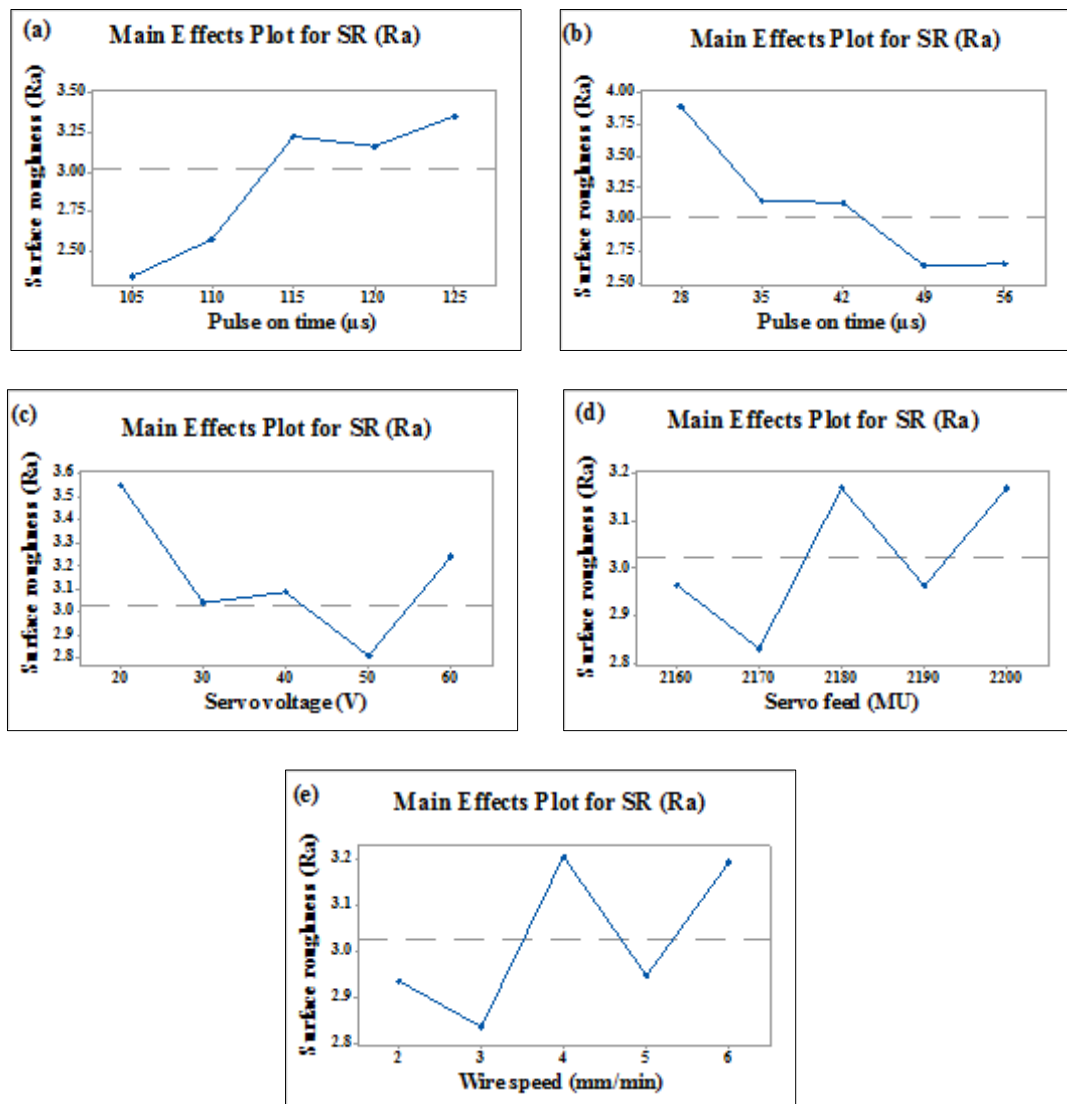 (a)
Main Effects Plot for SR (Ra)
Surface roughness (Ra)
3.50
3.25
3.00
2.75
2.50
105 110 115 120 125
Pulse on time (µs)
(b)
Main Effects Plot for SR (Ra)
Surface roughness (Ra)
4.00
3.75
3.50
3.25
3.00
2.75
2.50
28 35 42 49 56
Pulse on time (µs)
(c)
Main Effects Plot for SR (Ra)
Surface roughness (Ra)
3.6
3.5
3.4
3.3
3.2
3.1
3.0
2.9
2.8
20 30 40 50 60
Servo voltage (V)
(d)
Main Effects Plot for SR (Ra)
Surface roughness (Ra)
3.2
3.1
3.0
2.9
2.8
2160 2170 2180 2190 2200
Servo feed (MU)
(e)
Main Effects Plot for SR (Ra)
Surface roughness (Ra)
3.2
3.1
3.0
2.9
2.8
2 3 4 5 6
Wire speed (mm/min)